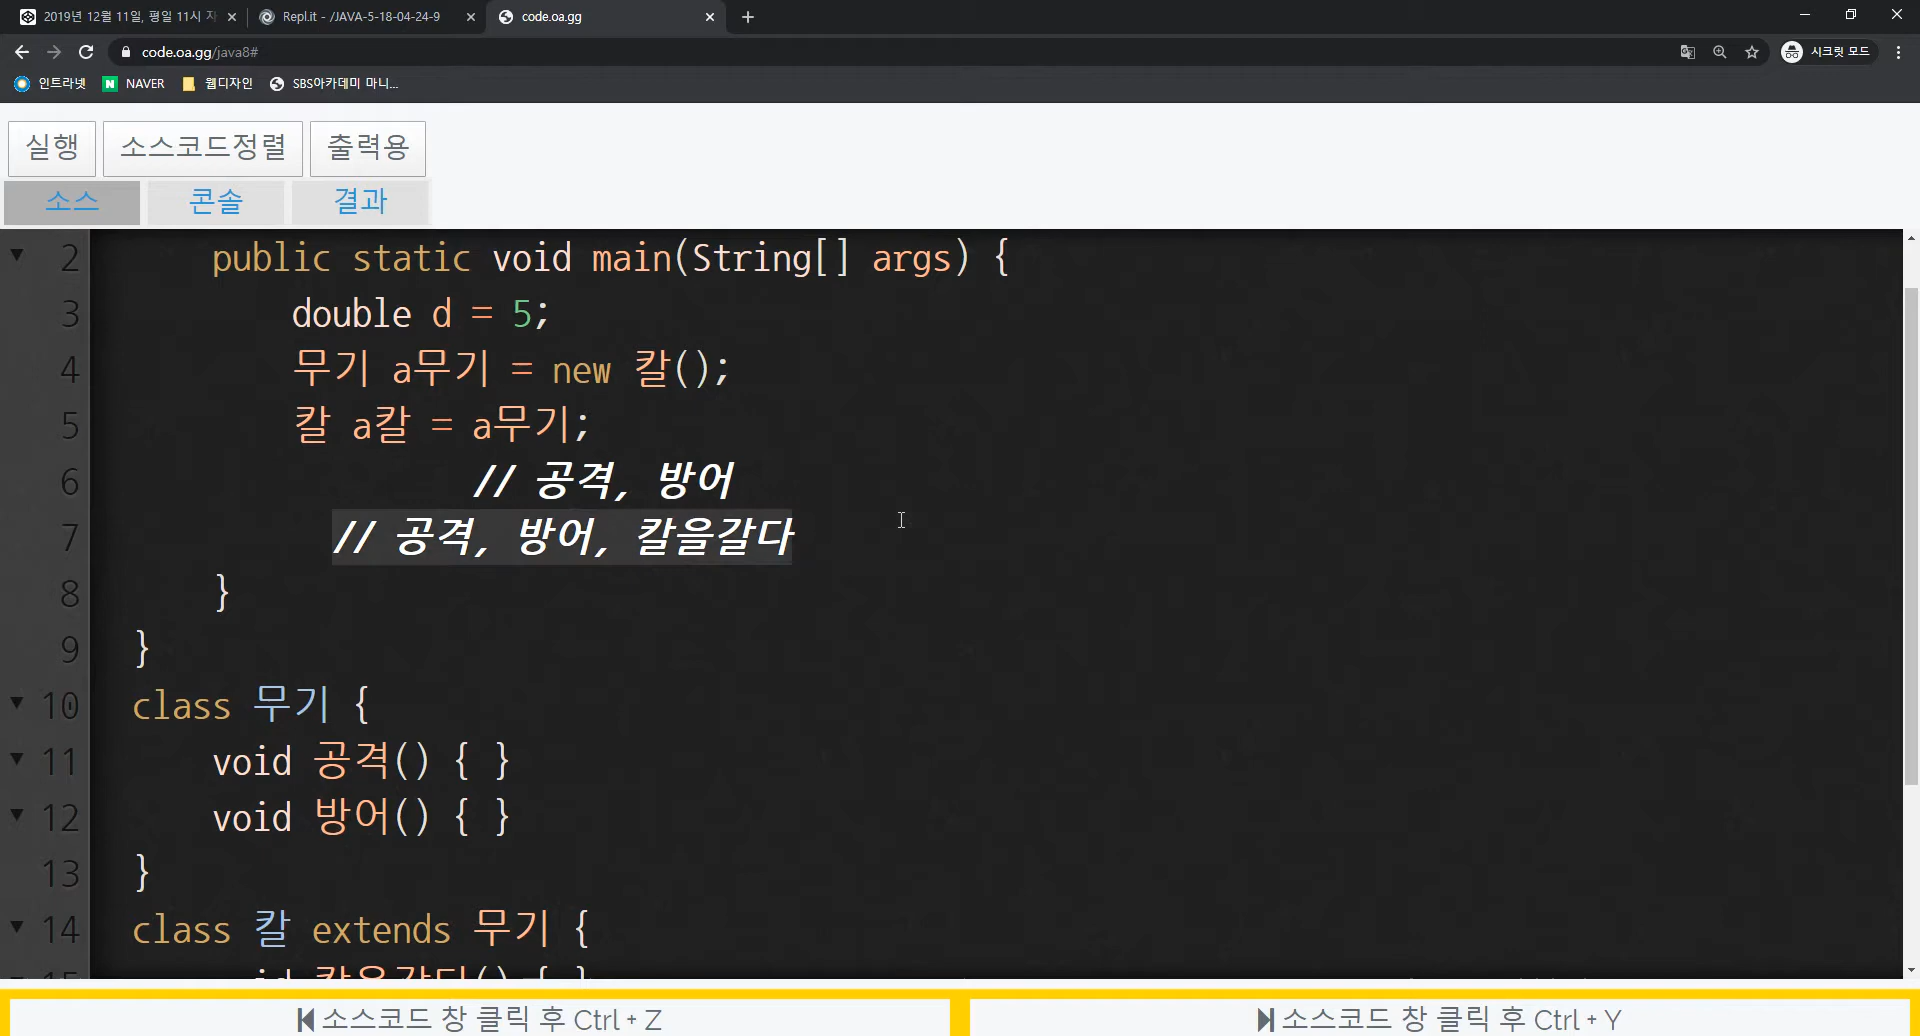 2019년 12월 11일, 평일 11시 자
Repl.it - /JAVA-5-18-04-24-9
code.oa.gg
code.oa.gg/java8#
시크릿 모드
인트라넷
NAVER
웹디자인
SBS아카데미 마니...
실행
소스코드정렬
출력용
소스
콘솔
결과
2 public static void main(String[] args) {
3 double d = 5;
4 무기 a무기 = new 칼();
5 칼 a칼 = a무기;
6 // 공격, 방어
7 // 공격, 방어, 칼을갈다
8 }
9 }
10 class 무기 {
11 void 공격() { }
12 void 방어() { }
13 }
14 class 칼 extends 무기 {
15 void 칼을갈다() { }
소스코드 창 클릭 후 Ctrl + Z
소스코드 창 클릭 후 Ctrl + Y